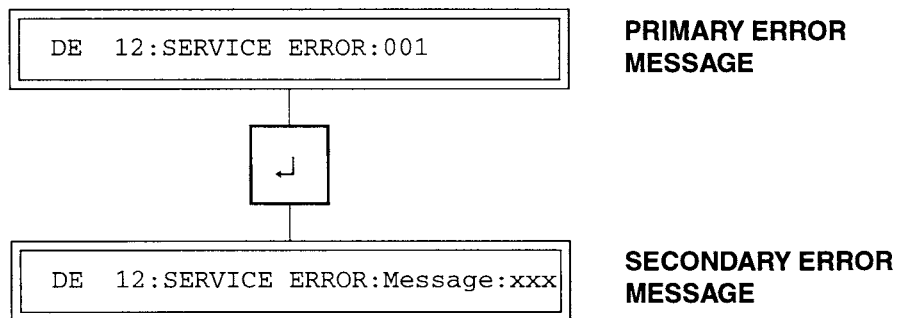 DE 12:SERVICE ERROR:001
PRIMARY ERROR
MESSAGE
↵
DE 12:SERVICE ERROR:Message:xxx
SECONDARY ERROR
MESSAGE